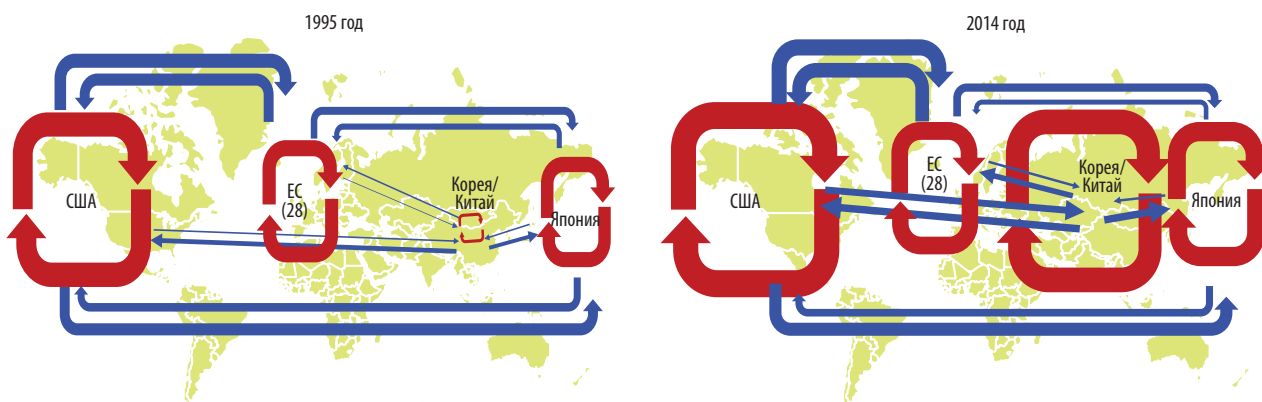 1995 год
США
ЕС
(28)
Корея/
Китай
Япония
2014 год
США
ЕС
(28)
Корея/
Китай
Япония